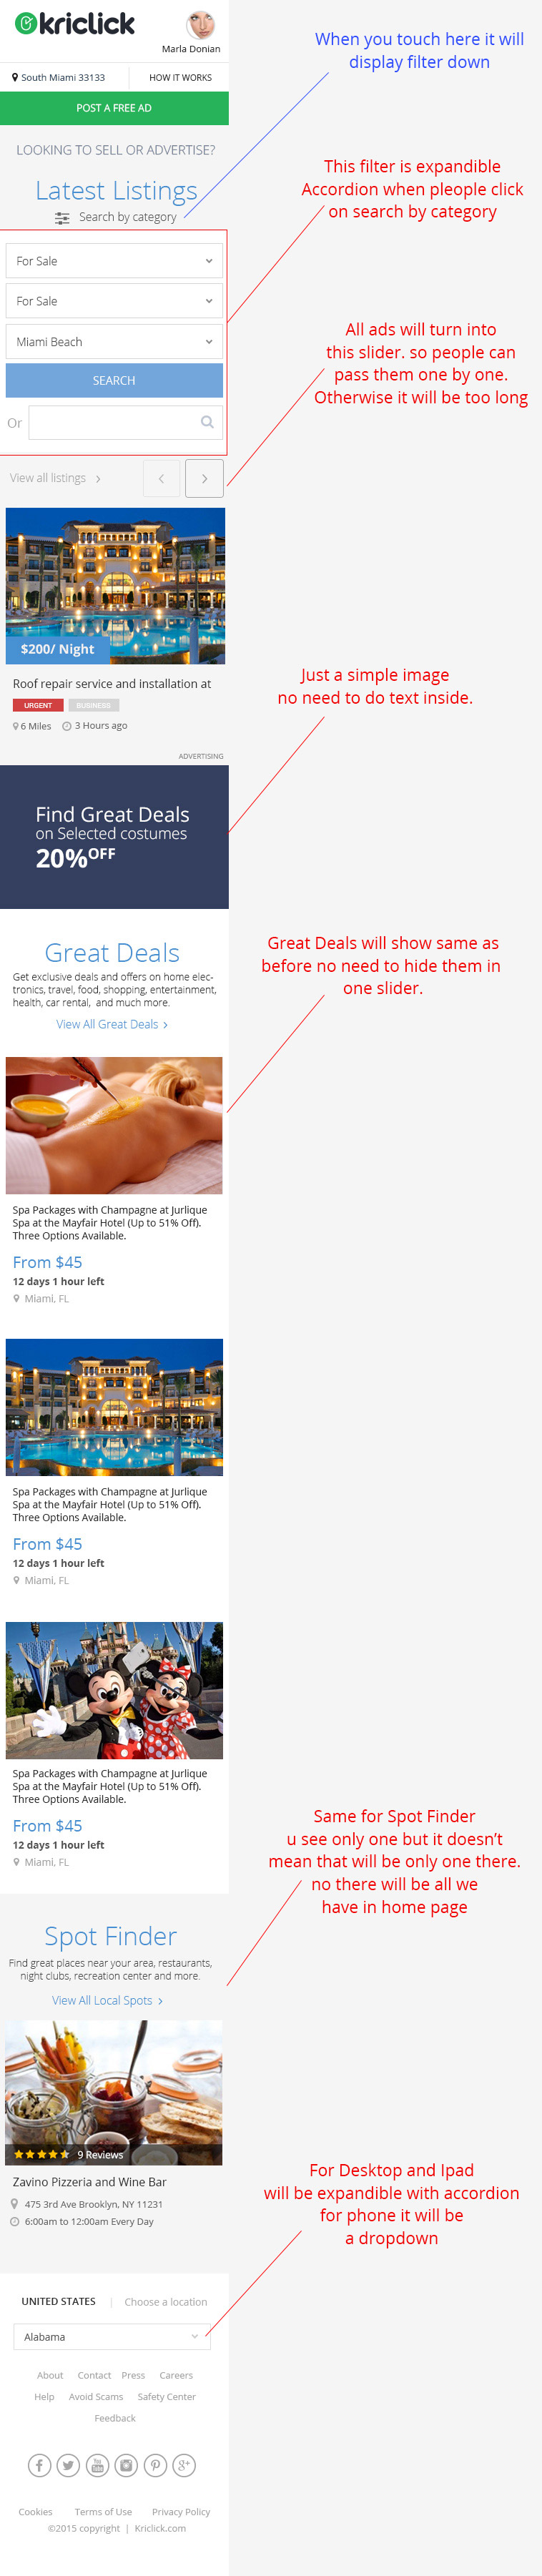 kriclick
Marla Donian
South Miami 33133
HOW IT WORKS
POST A FREE AD
When you touch here it will
display filter down
LOOKING TO SELL OR ADVERTISE?
Latest Listings
Search by category
This filter is expandible
Accordion when pleople click
on search by category
For Sale
For Sale
Miami Beach
SEARCH
Or
All ads will turn into
this slider. so people can
pass them one by one.
Otherwise it will be too long
View all listings
$200/ Night
Roof repair service and installation at
URGENT
BUSINESS
6 Miles
3 Hours ago
Just a simple image
no need to do text inside.
ADVERTISING
Find Great Deals
on Selected costumes
20%OFF
Great Deals
Get exclusive deals and offers on home elec-
tronics, travel, food, shopping, entertainment,
health, car rental, and much more.
View All Great Deals
Great Deals will show same as
before no need to hide them in
one slider.
Spa Packages with Champagne at Jurlique
Spa at the Mayfair Hotel (Up to 51% Off).
Three Options Available.
From $45
12 days 1 hour left
Miami, FL
Spa Packages with Champagne at Jurlique
Spa at the Mayfair Hotel (Up to 51% Off).
Three Options Available.
From $45
12 days 1 hour left
Miami, FL
Spa Packages with Champagne at Jurlique
Spa at the Mayfair Hotel (Up to 51% Off).
Three Options Available.
From $45
12 days 1 hour left
Miami, FL
Same for Spot Finder
u see only one but it doesn't
mean that will be only one there.
no there will be all we
have in home page
Spot Finder
Find great places near your area, restaurants,
night clubs, recreation center and more.
View All Local Spots
9 Reviews
Zavino Pizzeria and Wine Bar
475 3rd Ave Brooklyn, NY 11231
6:00am to 12:00am Every Day
For Desktop and Ipad
will be expandible with accordion
for phone it will be
a dropdown
UNITED STATES | Choose a location
Alabama
About Contact Press Careers
Help Avoid Scams Safety Center
Feedback
You Tube
g+
Cookies Terms of Use Privacy Policy
©2015 copyright | Kriclick.com